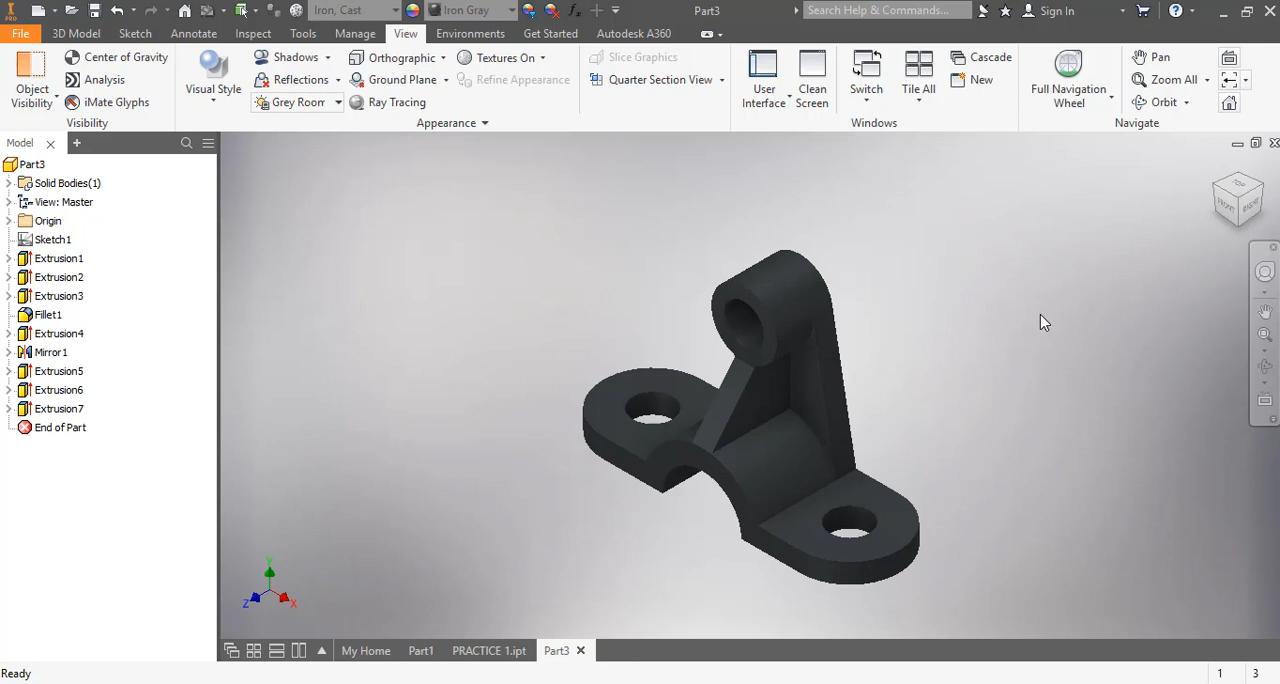 PRO
Iron, Cast
Iron Gray
fx
Part3
Search Help & Commands...
Sign In
File
3D Model
Sketch
Annotate
Inspect
Tools
Manage
View
Environments
Get Started
Autodesk A360
Object
Visibility
Center of Gravity
Analysis
iMate Glyphs
Visibility
Visual Style
Shadows
Reflections
Grey Room
Orthographic
Ground Plane
Ray Tracing
Textures On
Refine Appearance
Appearance
Slice Graphics
Quarter Section View
User
Interface
Clean
Screen
Switch
Tile All
Cascade
New
Windows
Full Navigation
Wheel
Pan
Zoom All
Orbit
Navigate
Model
Part3
Solid Bodies(1)
View: Master
Origin
Sketch1
Extrusion1
Extrusion2
Extrusion3
Fillet1
Extrusion4
Mirror1
Extrusion5
Extrusion6
Extrusion7
End of Part
TOP
FRONT
RIGHT
Y
Z
X
My Home
Part1
PRACTICE 1.ipt
Part3
Ready
1
3